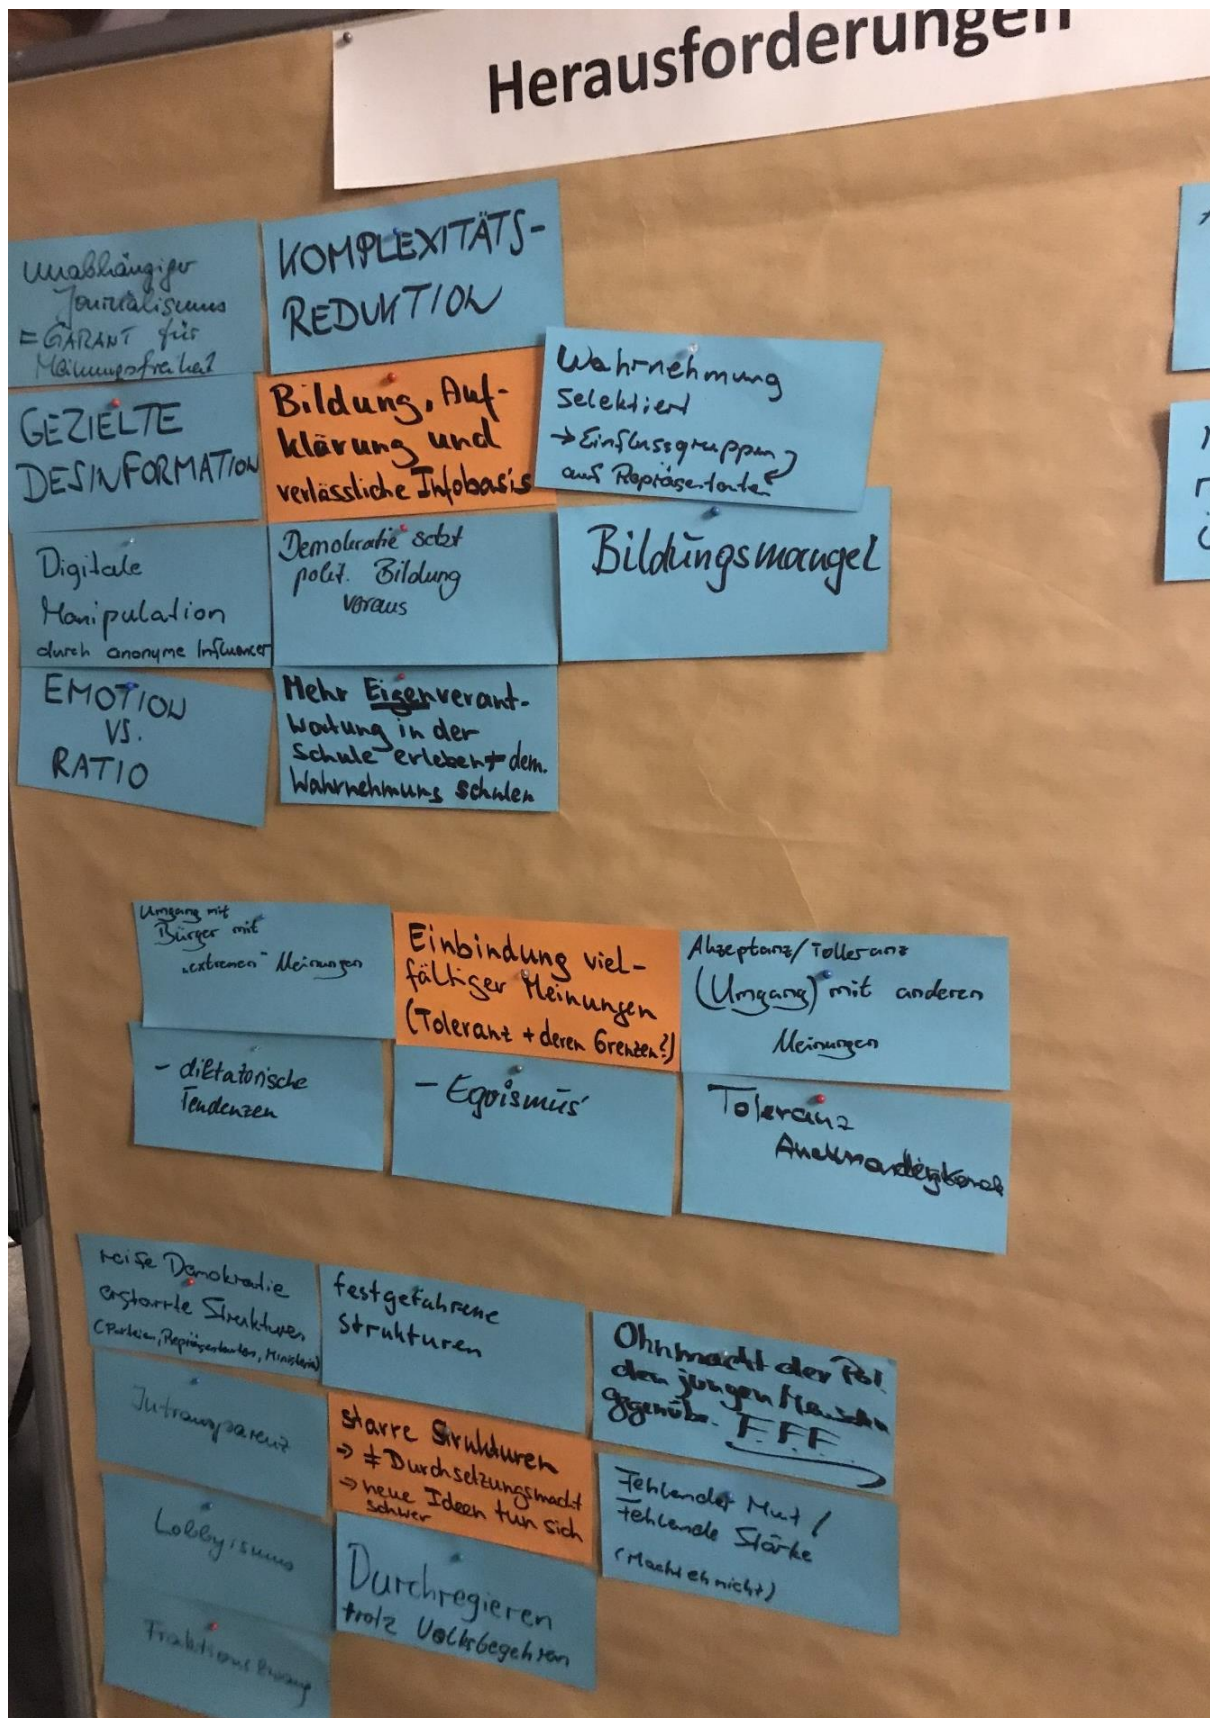 Herausforderungen
Unabhängiger
Journalismus
= GARANT für
Meinungsfreiheit
KOMPLEXITÄTS-
REDUKTION
GEZIELTE
DESINFORMATION
Bildung, Auf-
klärung und
verlässliche Infobasis
Wahrnehmung
selektiert
→ Einflussgruppen
auf Repräsentanten
Digitale
Manipulation
durch anonyme Influencer
Demokratie setzt
polit. Bildung
voraus
Bildungsmangel
EMOTION
VS.
RATIO
Mehr Eigenverant-
wortung in der
Schule erleben + dem.
Wahrnehmung schulen
Umgang mit
Bürger mit
"extremen" Meinungen
Einbindung viel-
fältiger Meinungen
(Toleranz + deren Grenzen?)
Akzeptanz/Tolleranz
(Umgang) mit anderen
Meinungen
- diktatorische
Tendenzen
- Egoismus
Toleranz
reife Demokratie
erstarrte Strukturen
(Parteien, Repräsentanten, Ministerien)
festgefahrene
Strukturen
Ohnmacht der Pol.
den jungen Menschen
gegenüber. F.F.F.
Intransparenz
starre Strukturen
→ ≠ Durchsetzungsmacht
→ neue Ideen tun sich
schwer
Fehlender Mut /
Fehlende Stärke
(Macht eh nicht)
Lobbyismus
Durchregieren
trotz Volksbegehren
Fraktionszwang